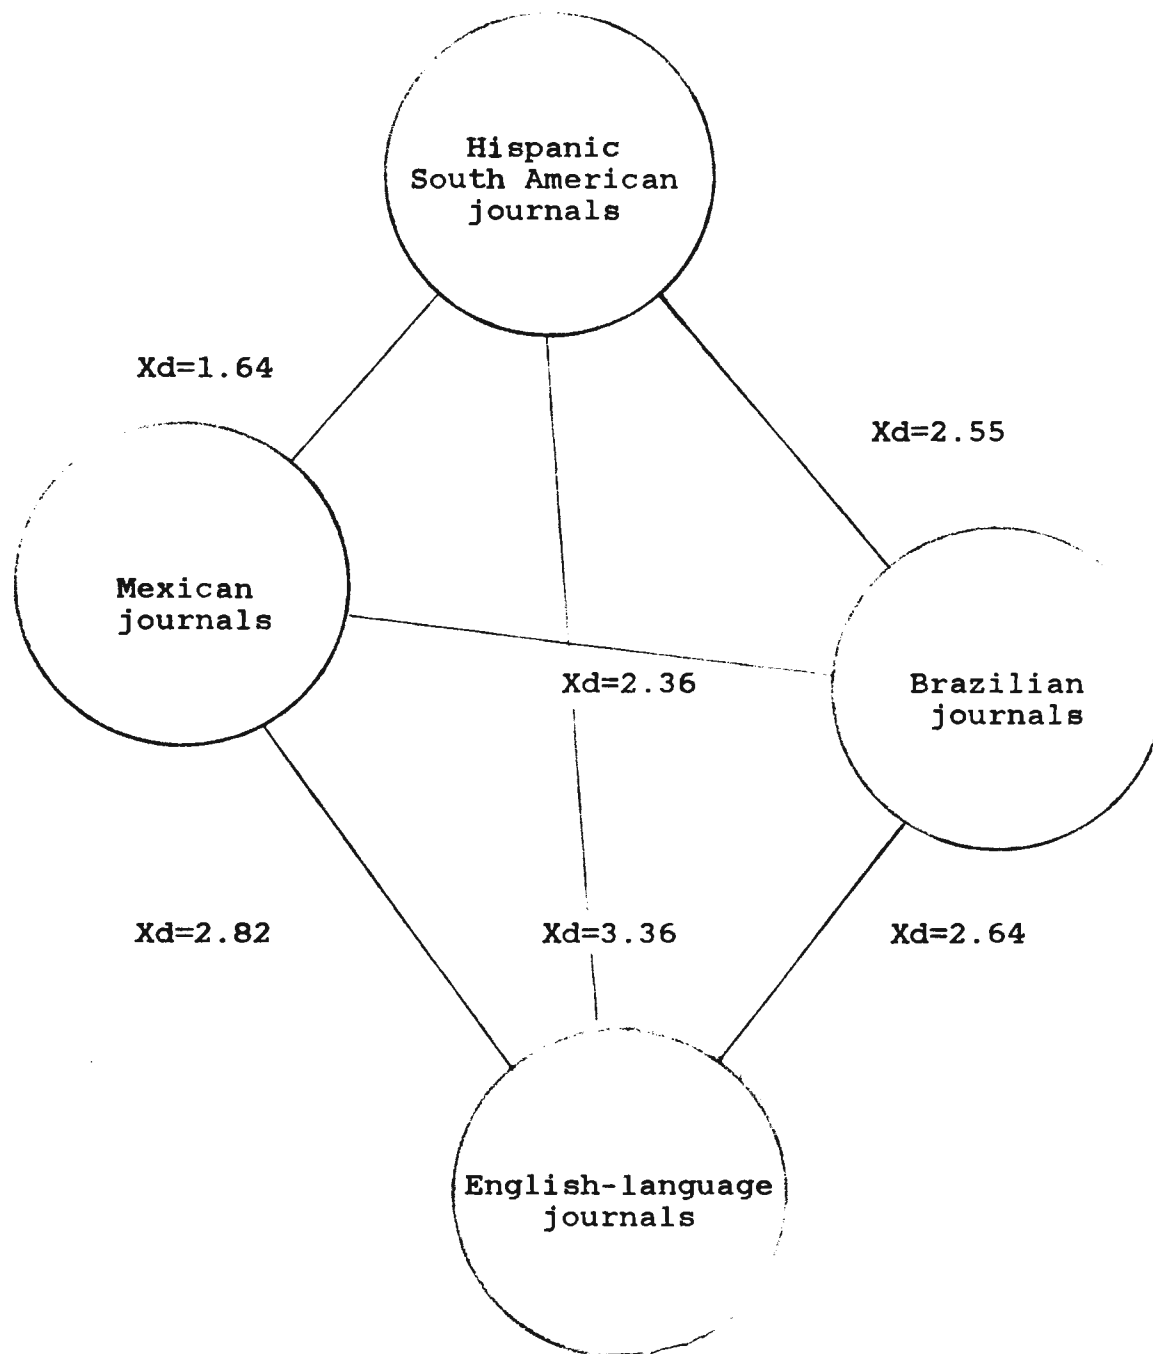 Hispanic
South American
journals
Xd=1.64
Xd=2.55
Mexican
journals
Xd=2.36
Brazilian
journals
Xd=2.82
Xd=3.36
Xd=2.64
English-language
journals